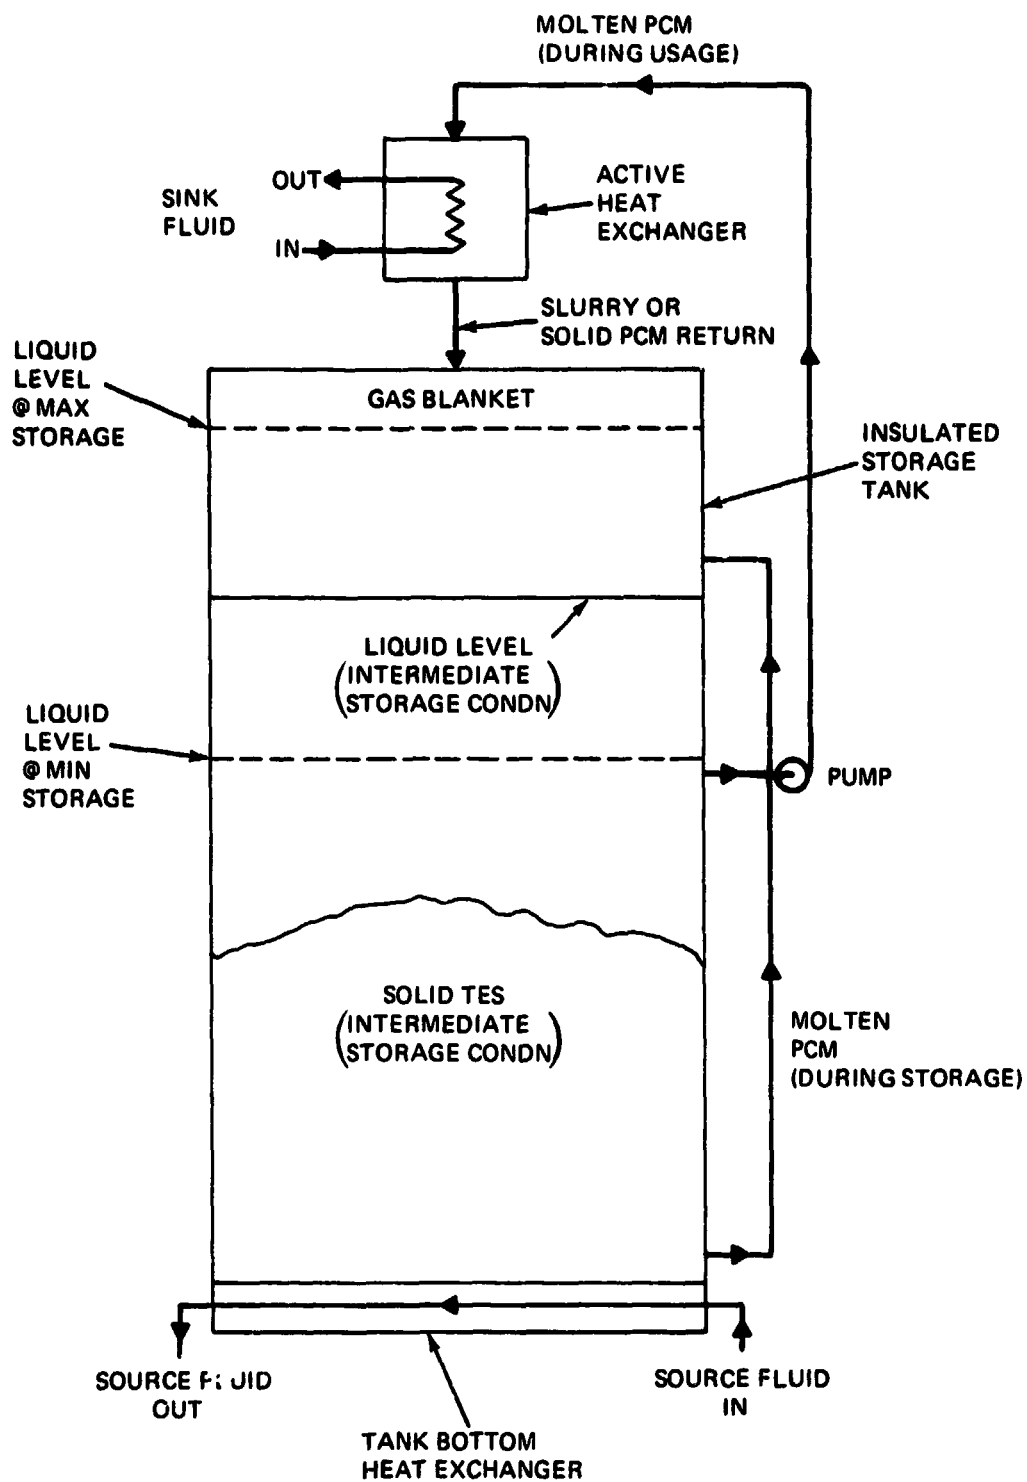 MOLTEN PCM
(DURING USAGE)
OUT
SINK
FLUID
IN
ACTIVE
HEAT
EXCHANGER
SLURRY OR
SOLID PCM RETURN
LIQUID
LEVEL
@ MAX
STORAGE
GAS BLANKET
INSULATED
STORAGE
TANK
LIQUID LEVEL
(INTERMEDIATE
STORAGE CONDN)
LIQUID
LEVEL
@ MIN
STORAGE
PUMP
SOLID TES
(INTERMEDIATE
STORAGE CONDN)
MOLTEN
PCM
(DURING STORAGE)
SOURCE FLUID
OUT
SOURCE FLUID
IN
TANK BOTTOM
HEAT EXCHANGER